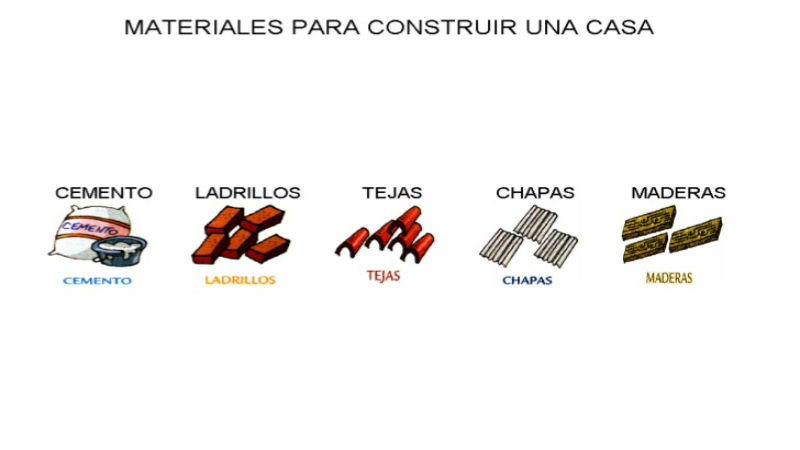 MATERIALES PARA CONSTRUIR UNA CASA
CEMENTO LADRILLOS TEJAS CHAPAS MADERAS
CEMENTO
CEMENTO LADRILLOS TEJAS CHAPAS MADERAS